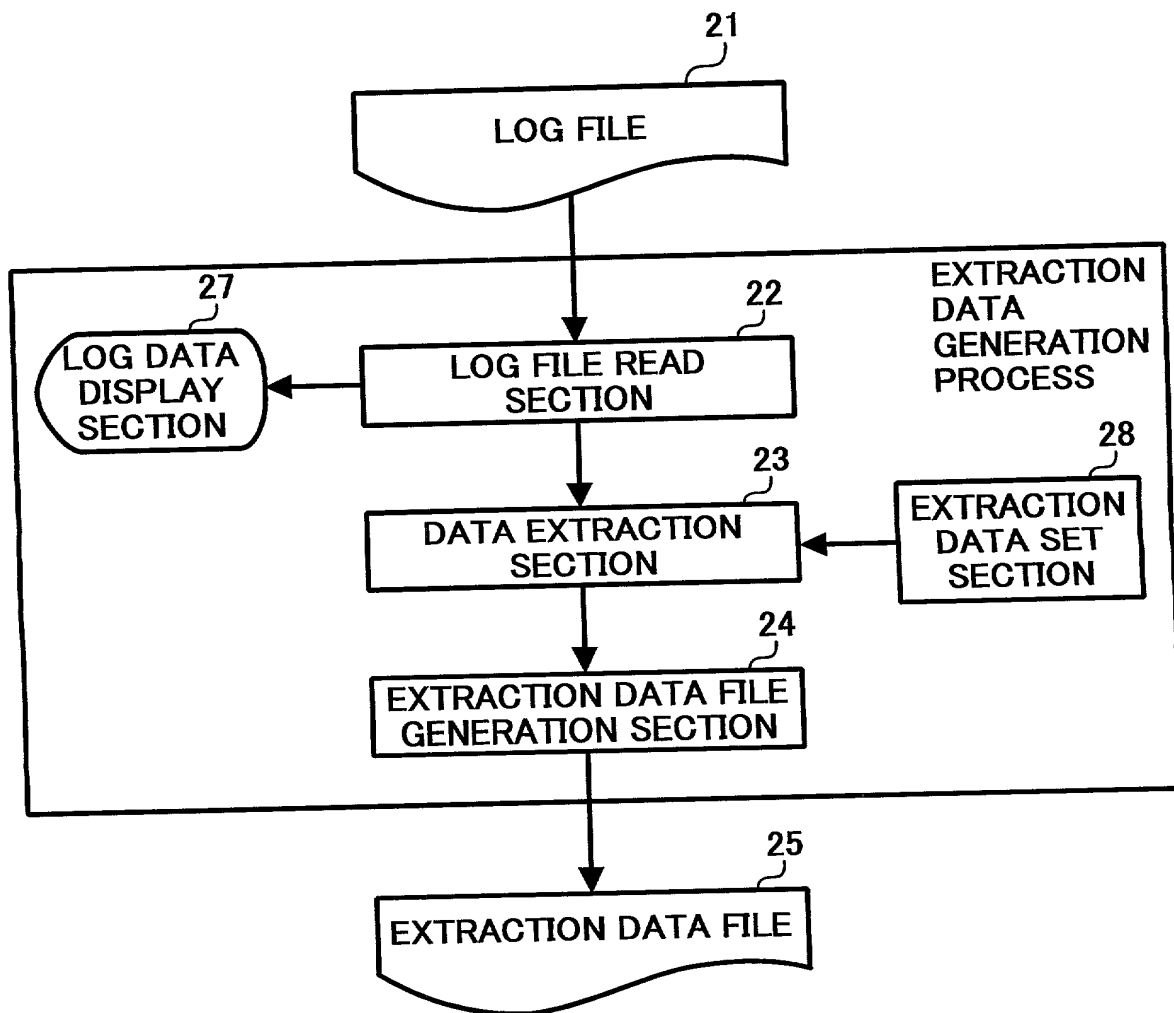 21
LOG FILE
EXTRACTION
DATA
GENERATION
PROCESS
27
LOG DATA
DISPLAY
SECTION
22
LOG FILE READ
SECTION
23
DATA EXTRACTION
SECTION
28
EXTRACTION
DATA SET
SECTION
24
EXTRACTION DATA FILE
GENERATION SECTION
25
EXTRACTION DATA FILE